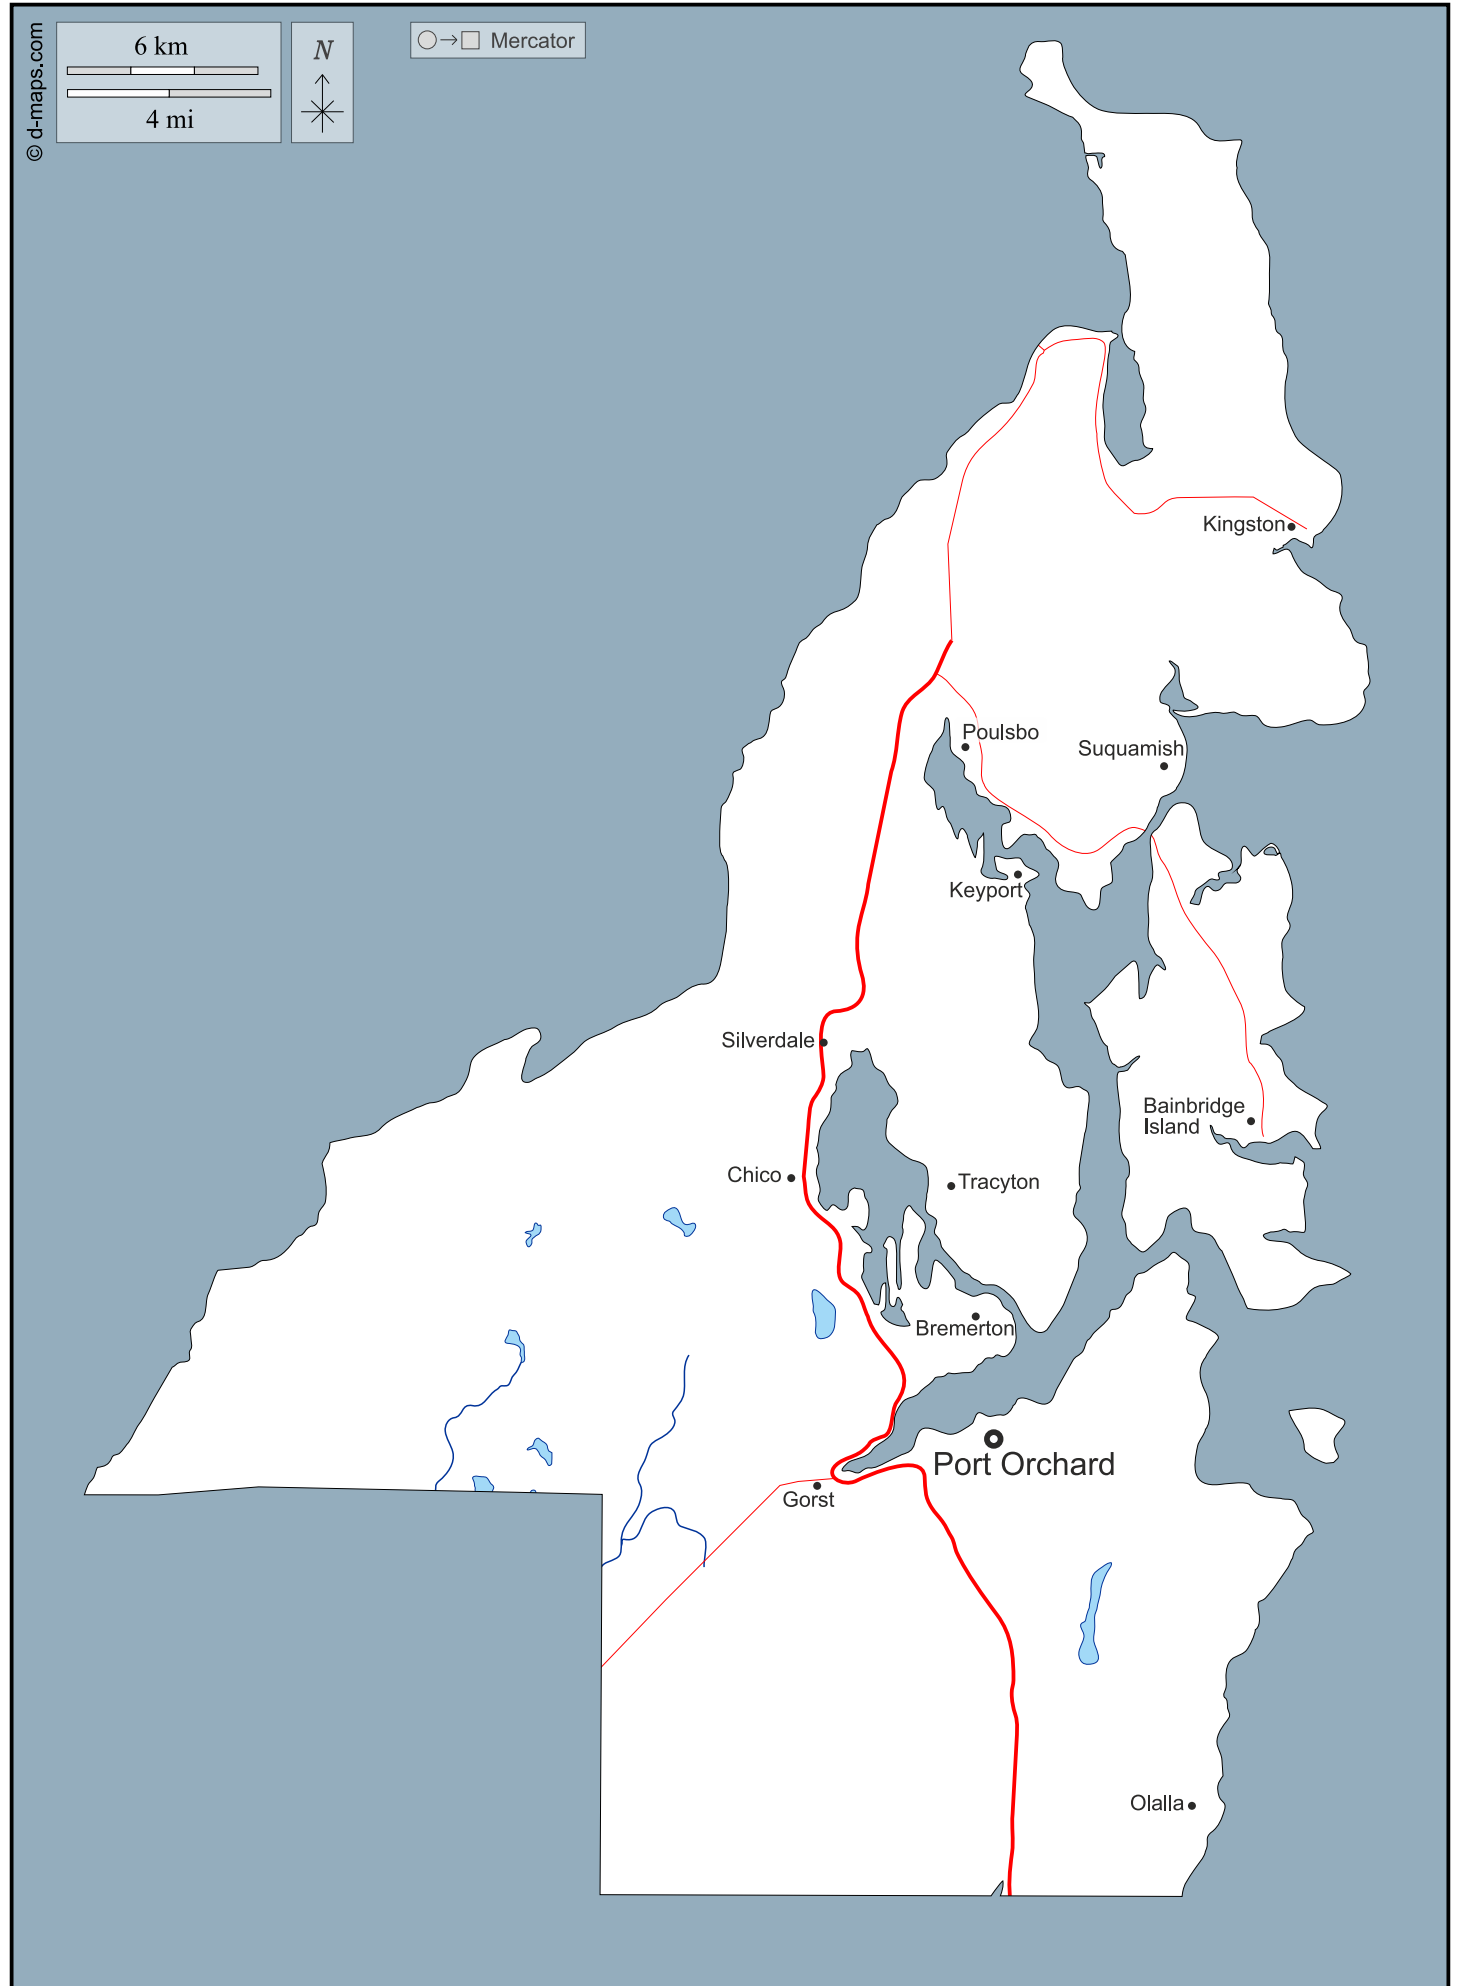 © d-maps.com
6 km
4 mi
N
Mercator
Kingston
Poulsbo
Suquamish
Keyport
Silverdale
Bainbridge
Island
Chico
Tracyton
Bremerton
Port Orchard
Gorst
Olalla